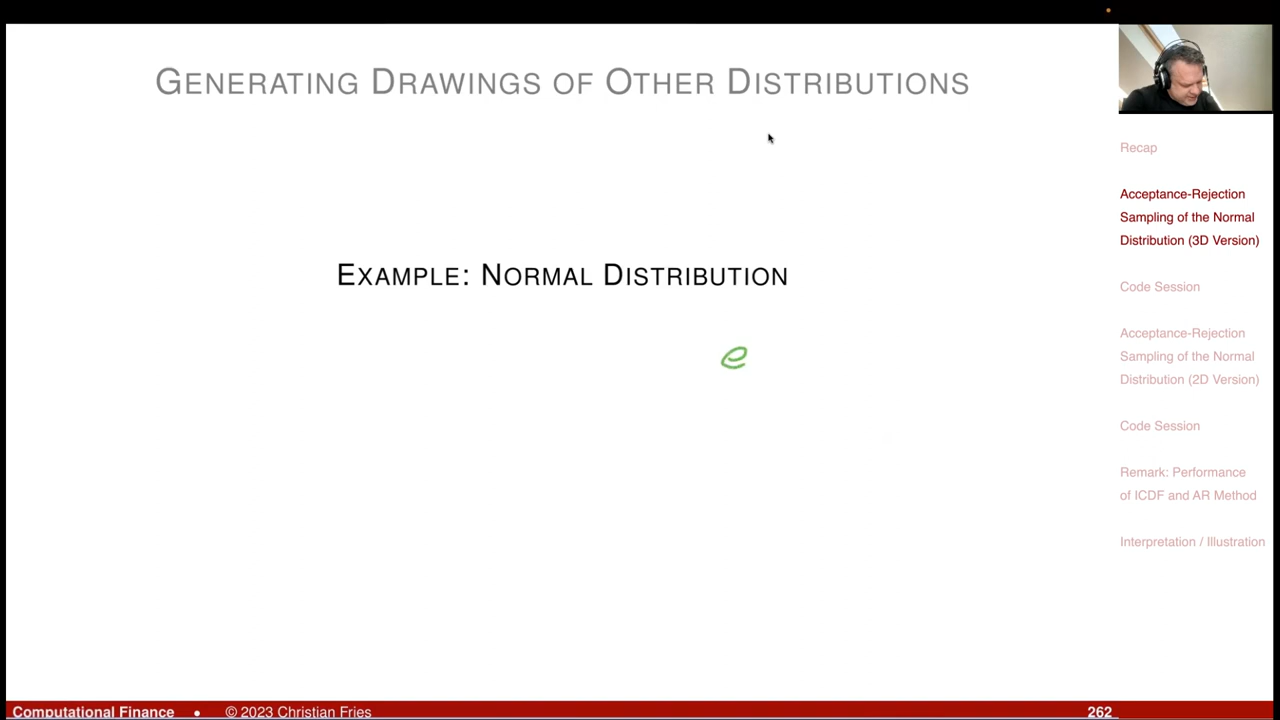 GENERATING DRAWINGS OF OTHER DISTRIBUTIONS
EXAMPLE: NORMAL DISTRIBUTION
e
Recap
Acceptance-Rejection
Sampling of the Normal
Distribution (3D Version)
Code Session
Acceptance-Rejection
Sampling of the Normal
Distribution (2D Version)
Code Session
Remark: Performance
of ICDF and AR Method
Interpretation / Illustration
Computational Finance • © 2023 Christian Fries 262